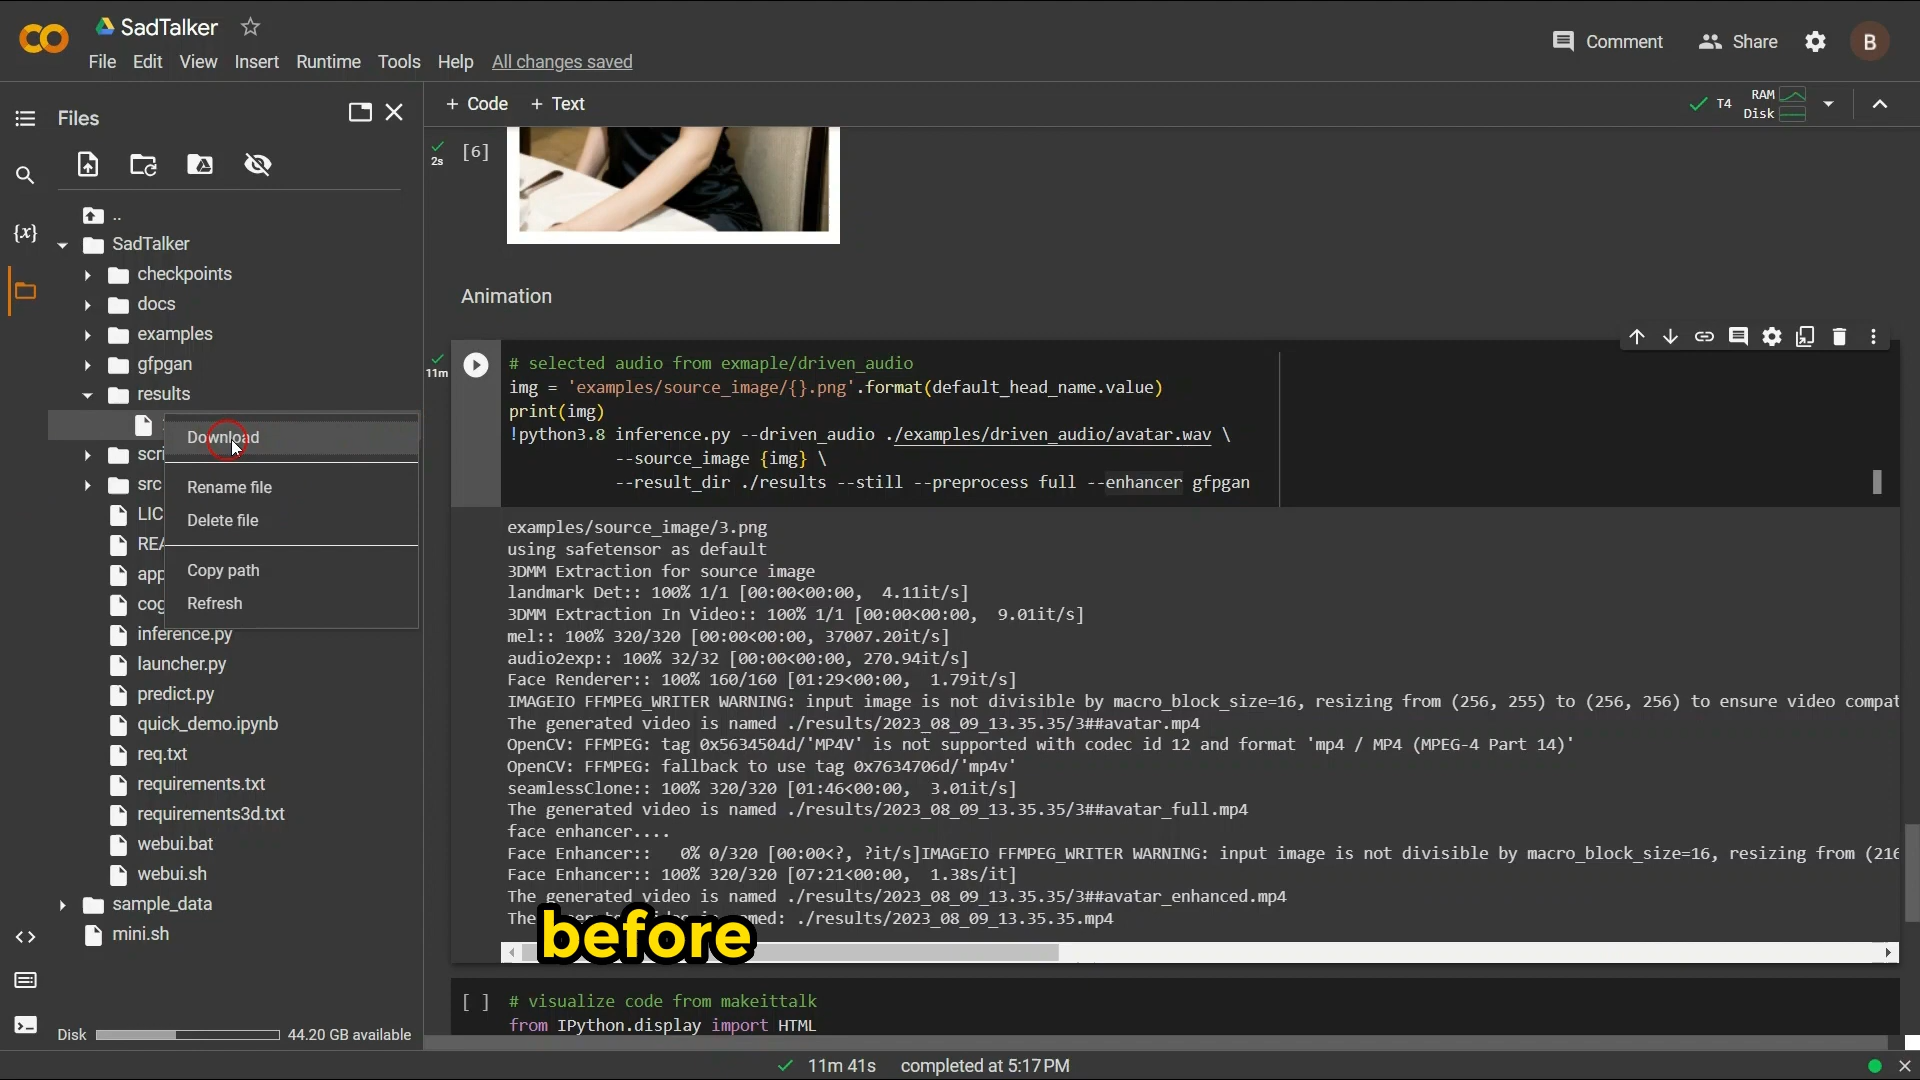 SadTalker
File Edit View Insert Runtime Tools Help All changes saved
Comment Share B
Files
+ Code + Text
T4 RAM
Disk
..
SadTalker
checkpoints
docs
examples
gfpgan
results
Download
Rename file
Delete file
Copy path
Refresh
scri
src
LIC
REA
app
cog
inference.py
launcher.py
predict.py
quick_demo.ipynb
req.txt
requirements.txt
requirements3d.txt
webui.bat
webui.sh
sample_data
mini.sh
Disk 44.20 GB available
2s [6]
Animation
11m
# selected audio from exmaple/driven_audio
img = 'examples/source_image/{}.png'.format(default_head_name.value)
print(img)
!python3.8 inference.py --driven_audio ./examples/driven_audio/avatar.wav \
--source_image {img} \
--result_dir ./results --still --preprocess full --enhancer gfpgan
examples/source_image/3.png
using safetensor as default
3DMM Extraction for source image
landmark Det:: 100% 1/1 [00:00<00:00, 4.11it/s]
3DMM Extraction In Video:: 100% 1/1 [00:00<00:00, 9.01it/s]
mel:: 100% 320/320 [00:00<00:00, 37007.20it/s]
audio2exp:: 100% 32/32 [00:00<00:00, 270.94it/s]
Face Renderer:: 100% 160/160 [01:29<00:00, 1.79it/s]
IMAGEIO FFMPEG_WRITER WARNING: input image is not divisible by macro_block_size=16, resizing from (256, 255) to (256, 256) to ensure video compat
The generated video is named ./results/2023_08_09_13.35.35/3##avatar.mp4
OpenCV: FFMPEG: tag 0x5634504d/'MP4V' is not supported with codec id 12 and format 'mp4 / MP4 (MPEG-4 Part 14)'
OpenCV: FFMPEG: fallback to use tag 0x7634706d/'mp4v'
seamlessClone:: 100% 320/320 [01:46<00:00, 3.01it/s]
The generated video is named ./results/2023_08_09_13.35.35/3##avatar_full.mp4
face enhancer....
Face Enhancer:: 0% 0/320 [00:00<?, ?it/s]IMAGEIO FFMPEG_WRITER WARNING: input image is not divisible by macro_block_size=16, resizing from (216
Face Enhancer:: 100% 320/320 [07:21<00:00, 1.38s/it]
The generated video is named ./results/2023_08_09_13.35.35/3##avatar_enhanced.mp4
The ./results/2023_08_09_13.35.35.mp4
before
[ ] # visualize code from makeittalk
from IPython.display import HTML
11m 41s completed at 5:17 PM